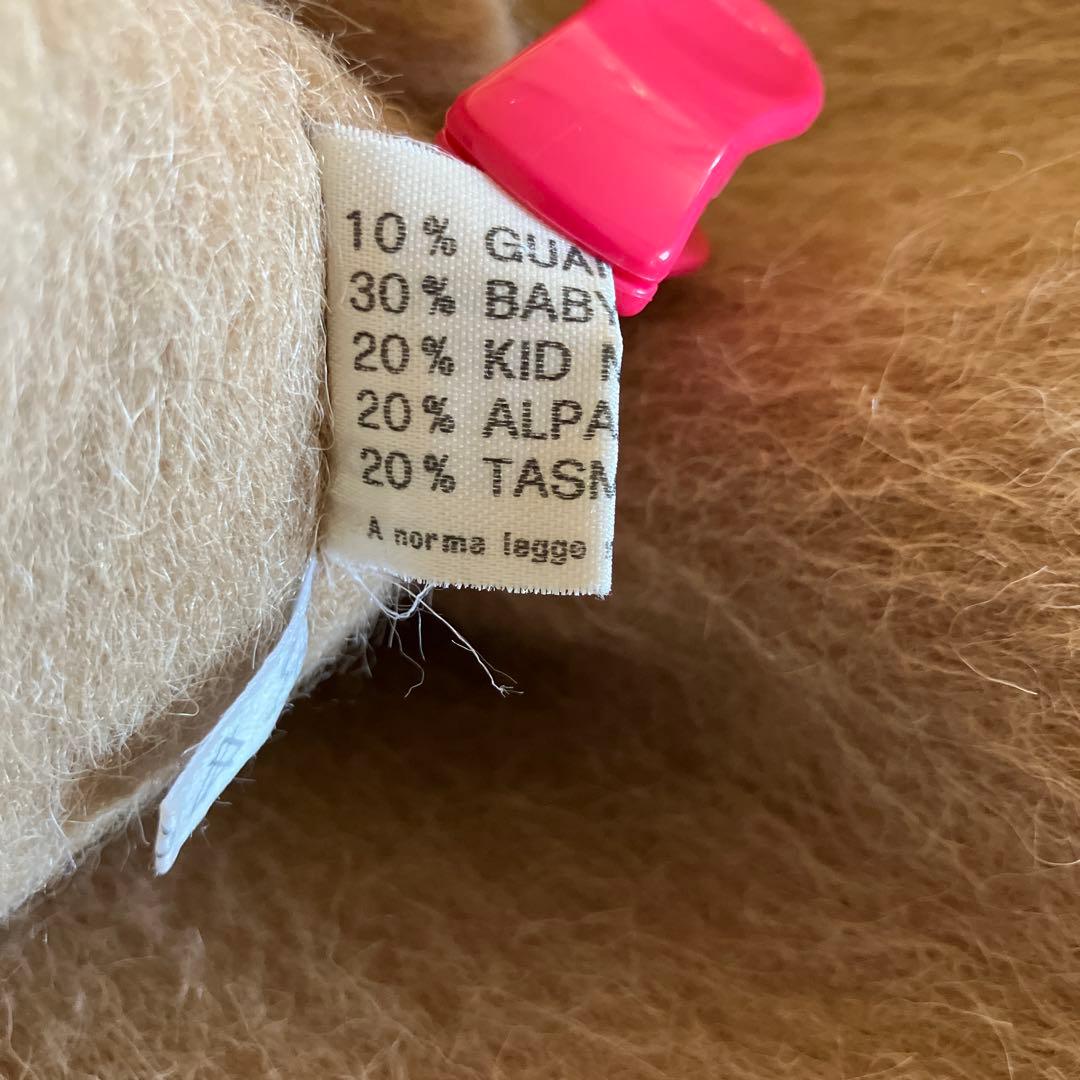 10% GUA
30% BABY
20% KID
20% ALPA
20% TASM
A norma legge